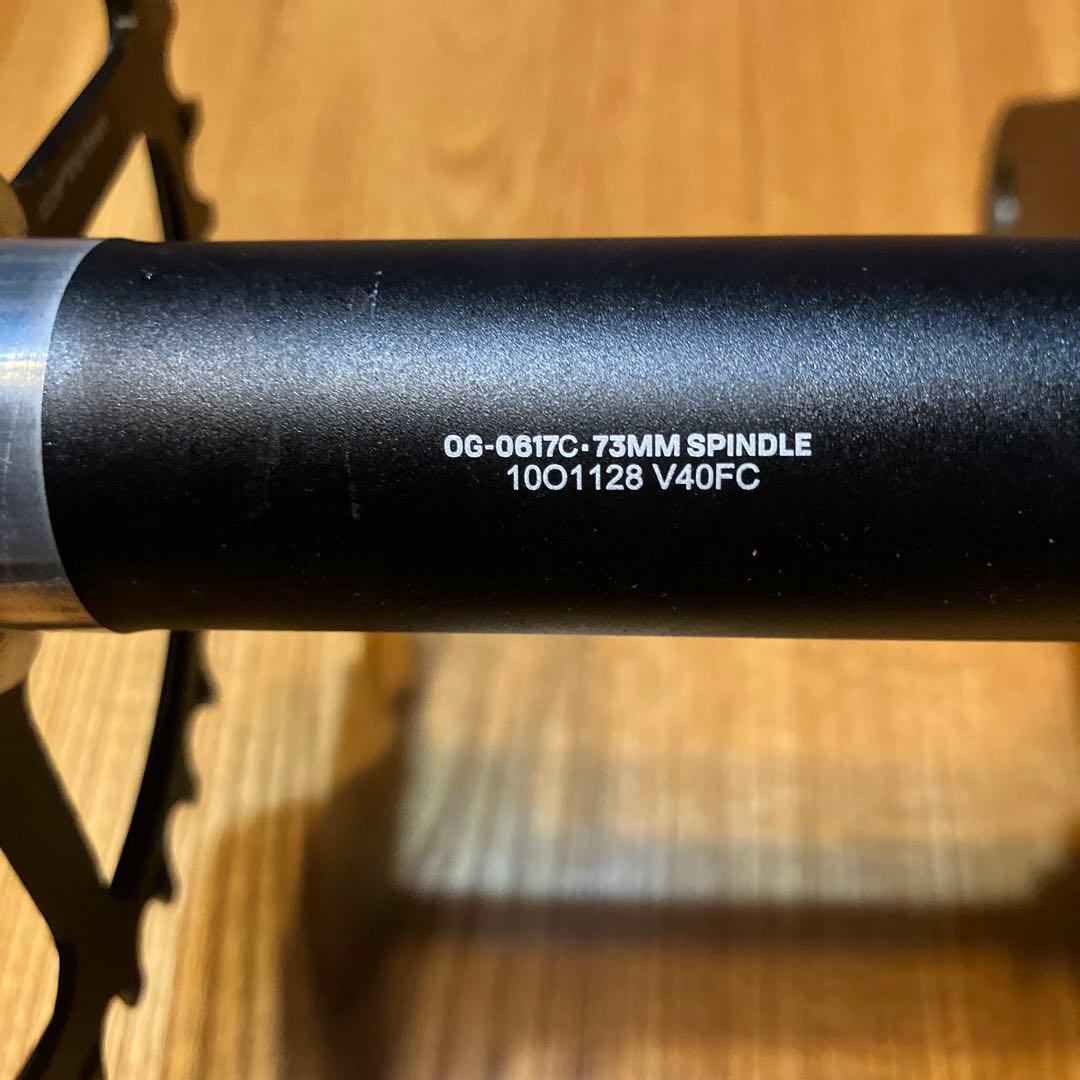 OG-0617C·73MM SPINDLE
10O1128 V40FC